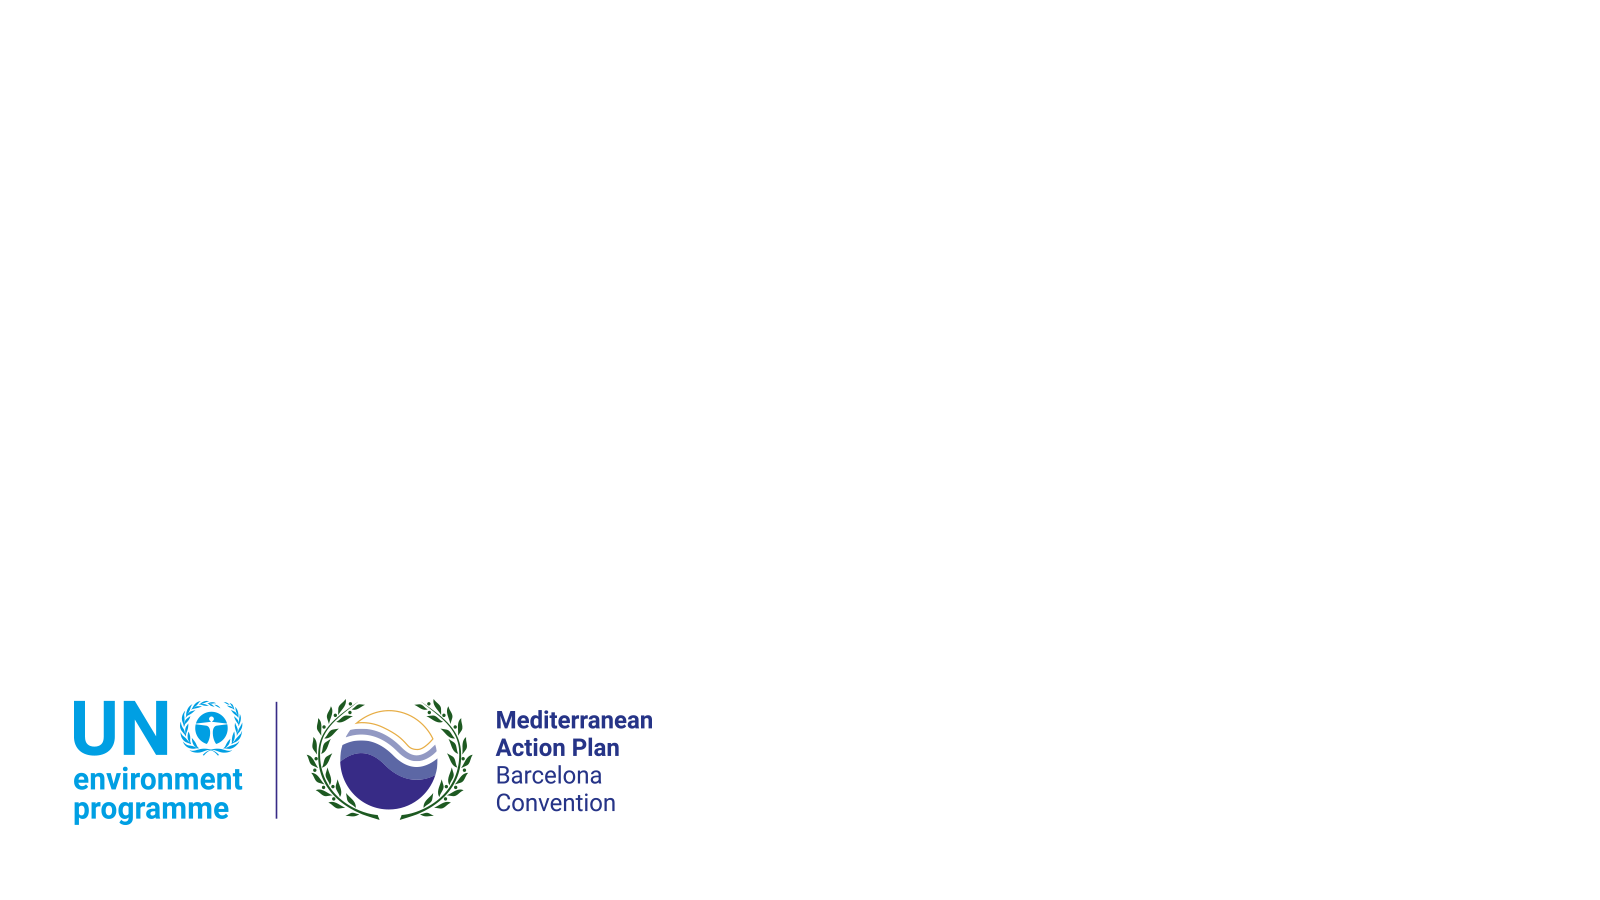 UN
environment
programme
Mediterranean
Action Plan
Barcelona
Convention